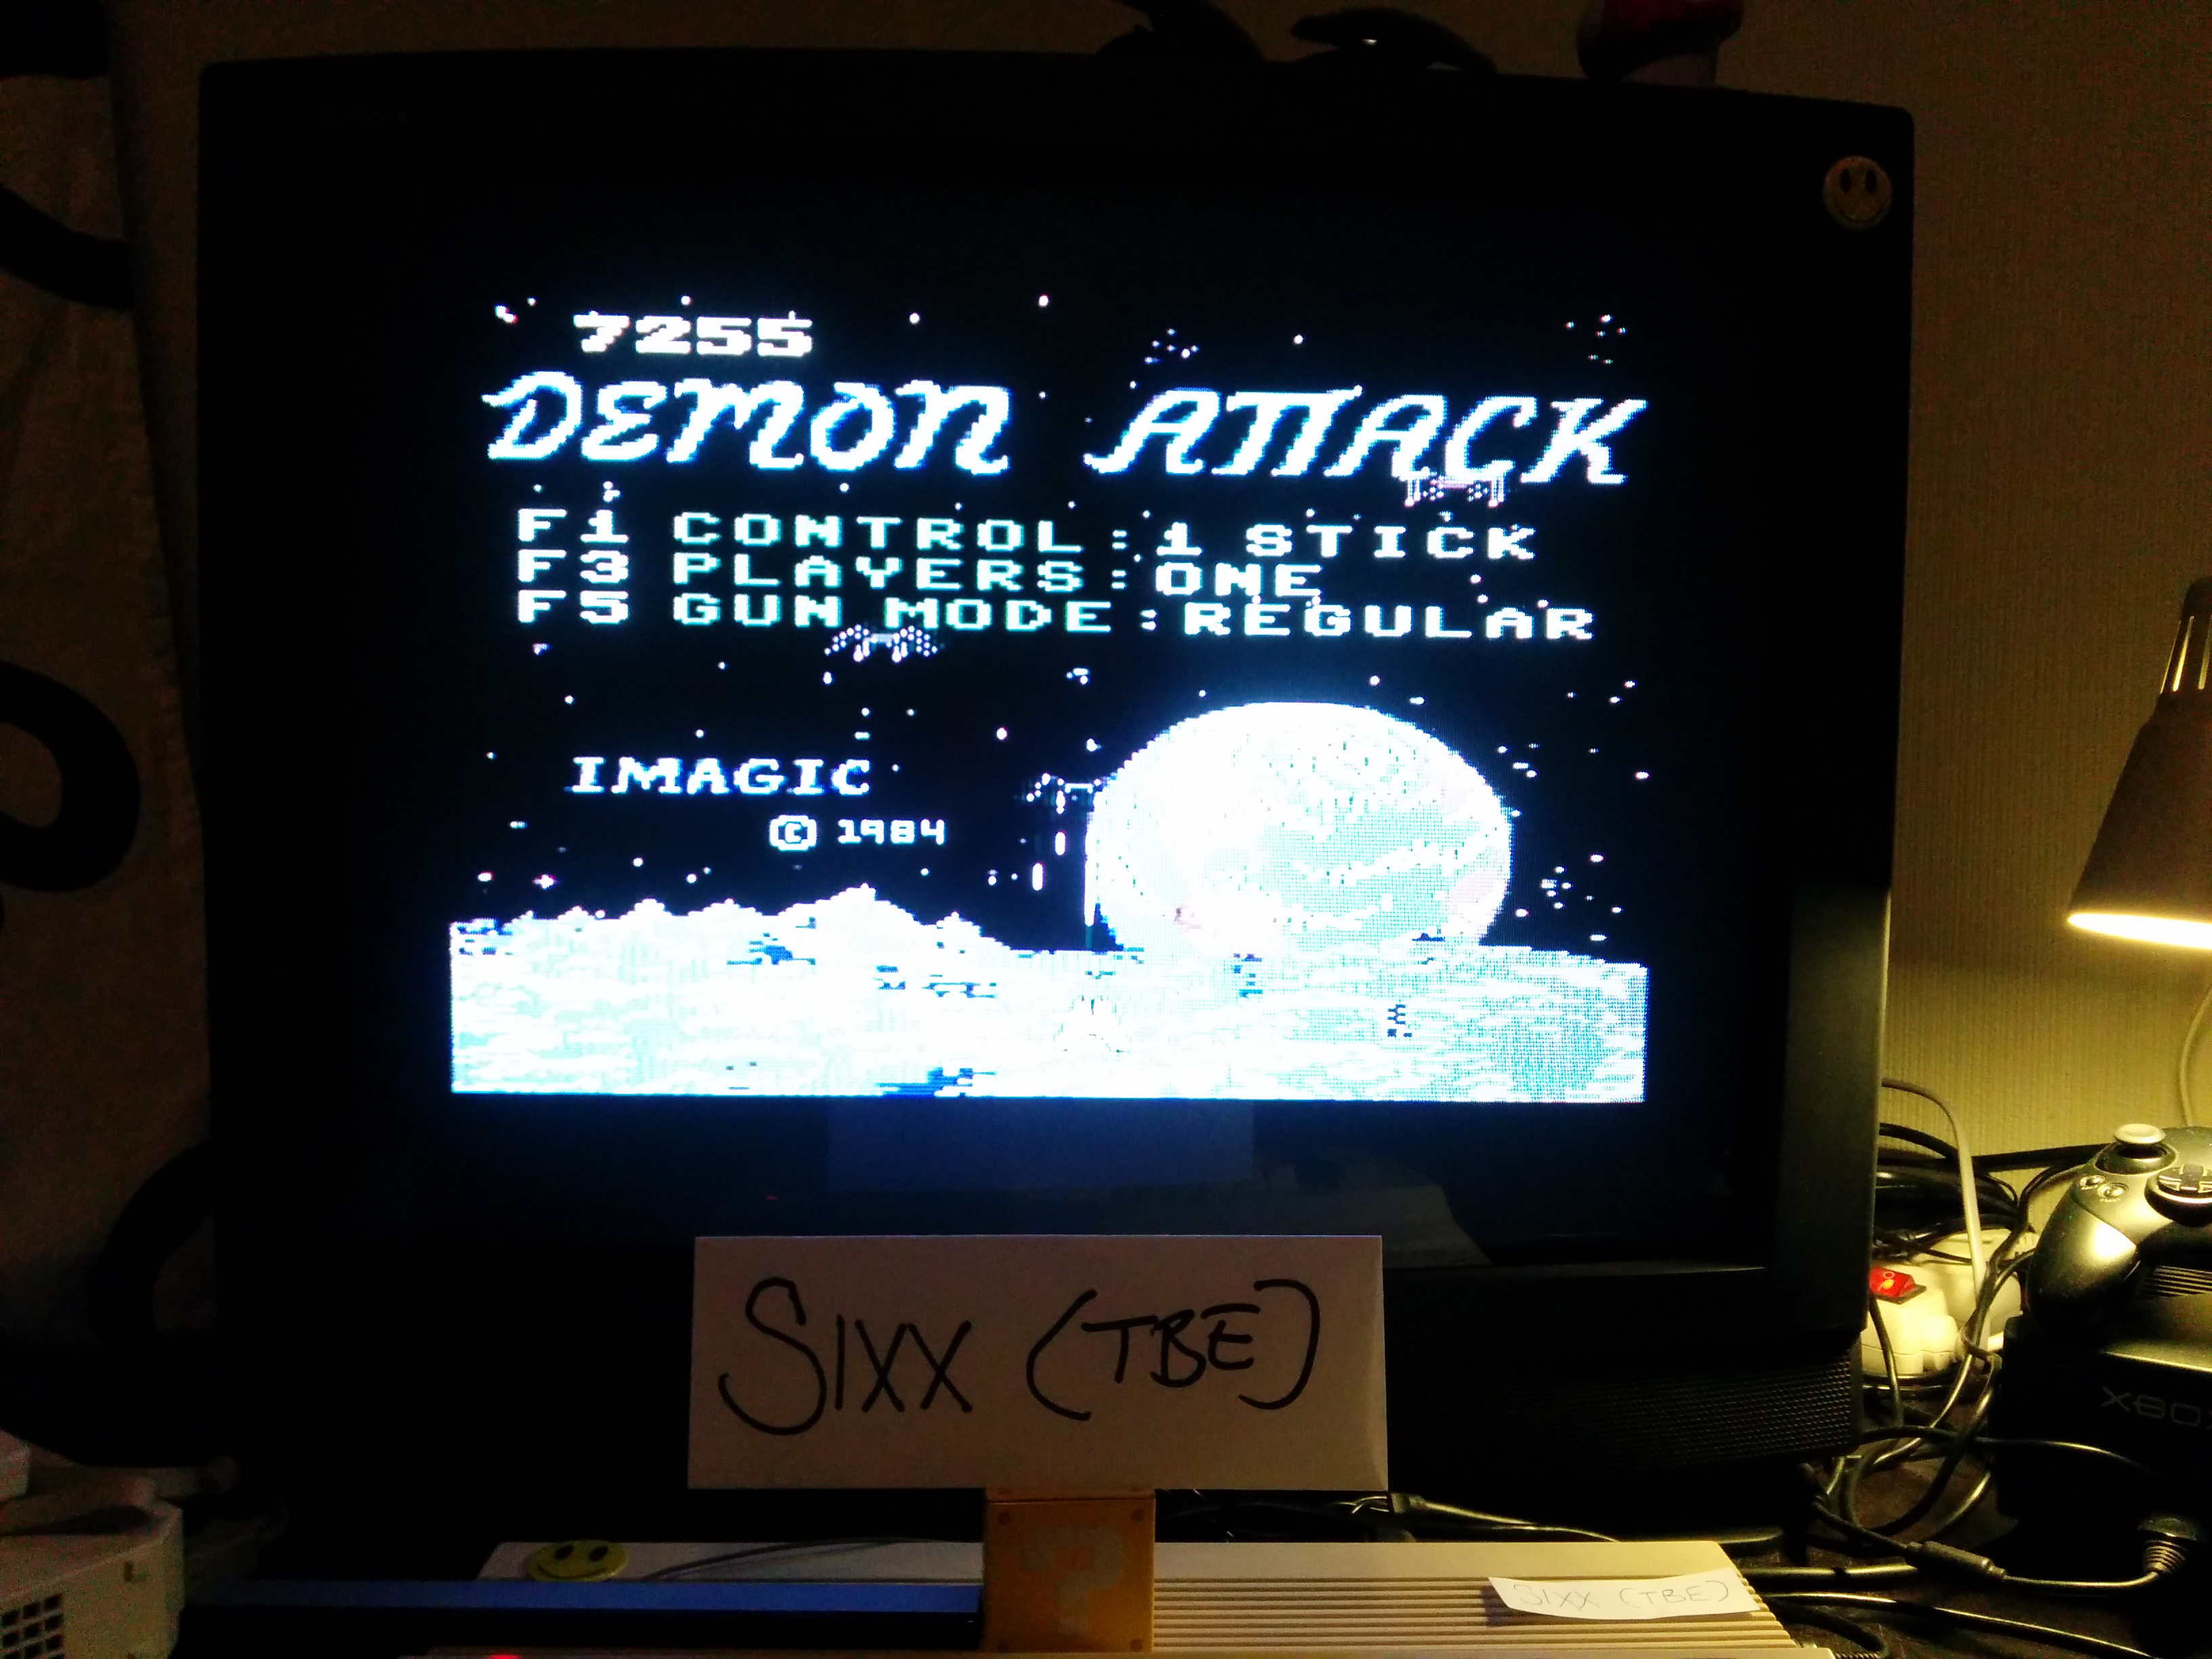 7255
DEMON ATTACK
F1 CONTROL:1 STICK
F3 PLAYERS:ONE
F5 GUN MODE:REGULAR
IMAGIC
© 1984
SIXX (TBE)
XBOX
SIXX (TBE)